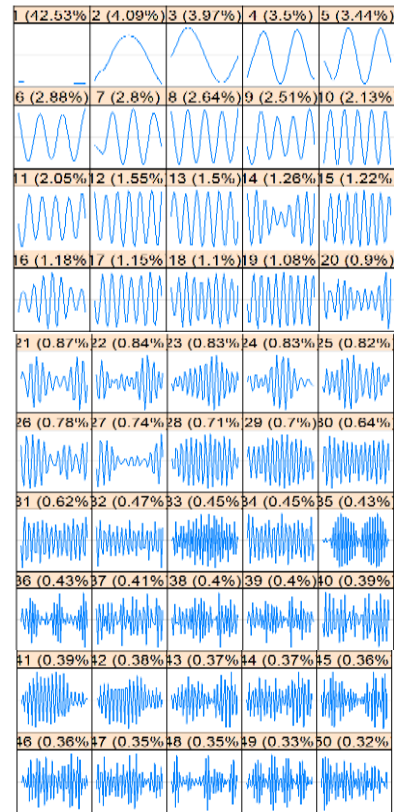 1 (42.53%) 2 (4.09%) 3 (3.97%) 4 (3.5%) 5 (3.44%)
6 (2.88%) 7 (2.8%) 8 (2.64%) 9 (2.51%) 10 (2.13%)
11 (2.05%) 12 (1.55%) 13 (1.5%) 14 (1.26%) 15 (1.22%)
16 (1.18%) 17 (1.15%) 18 (1.1%) 19 (1.08%) 20 (0.9%)
21 (0.87%) 22 (0.84%) 23 (0.83%) 24 (0.83%) 25 (0.82%)
26 (0.78%) 27 (0.74%) 28 (0.71%) 29 (0.7%) 30 (0.64%)
31 (0.62%) 32 (0.47%) 33 (0.45%) 34 (0.45%) 35 (0.43%)
36 (0.43%) 37 (0.41%) 38 (0.4%) 39 (0.4%) 40 (0.39%)
41 (0.39%) 42 (0.38%) 43 (0.37%) 44 (0.37%) 45 (0.36%)
46 (0.36%) 47 (0.35%) 48 (0.35%) 49 (0.33%) 50 (0.32%)